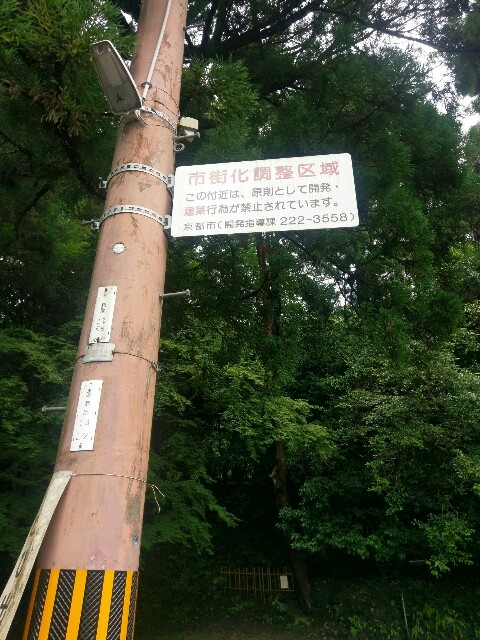 市街化調整区域
この付近は、原則として開発・
建築行為が禁止されています。
京都市(開発指導課 222-3558)